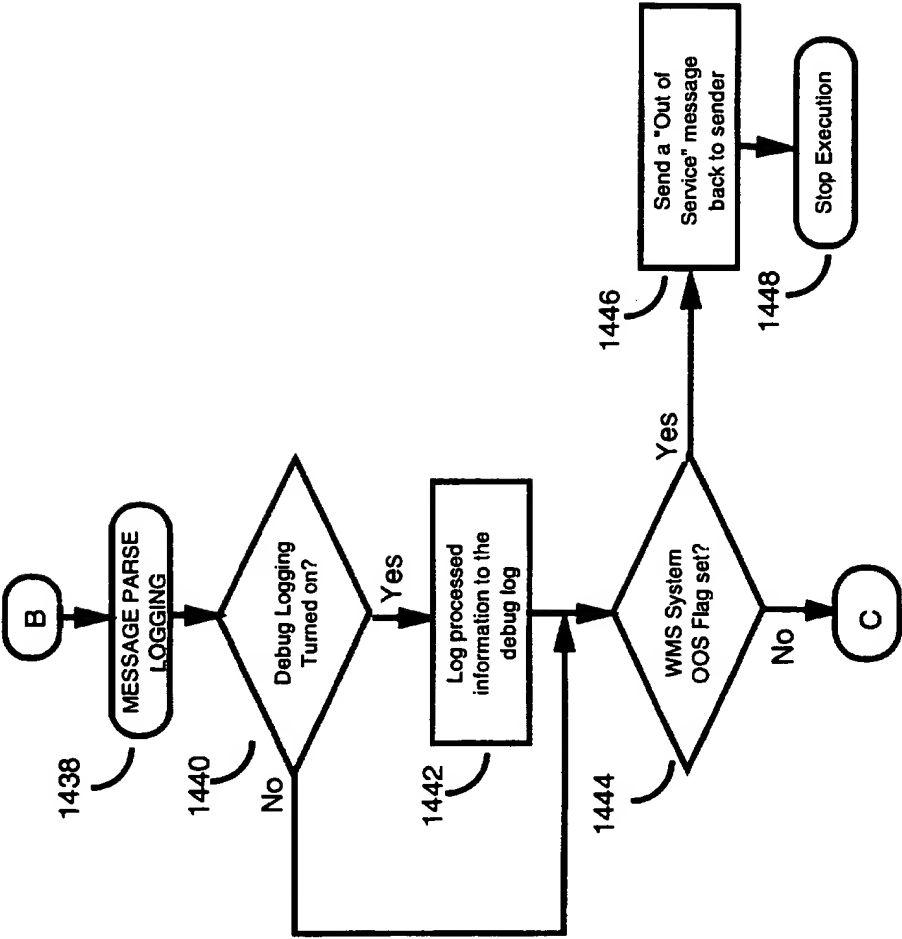 B
1438
MESSAGE PARSE
LOGGING
1440
Debug Logging
Turned on?
No
Yes
1442
Log processed
information to the
debug log
1444
WMS System
OOS Flag set?
Yes
No
C
1446
Send a "Out of
Service" message
back to sender
1448
Stop Execution